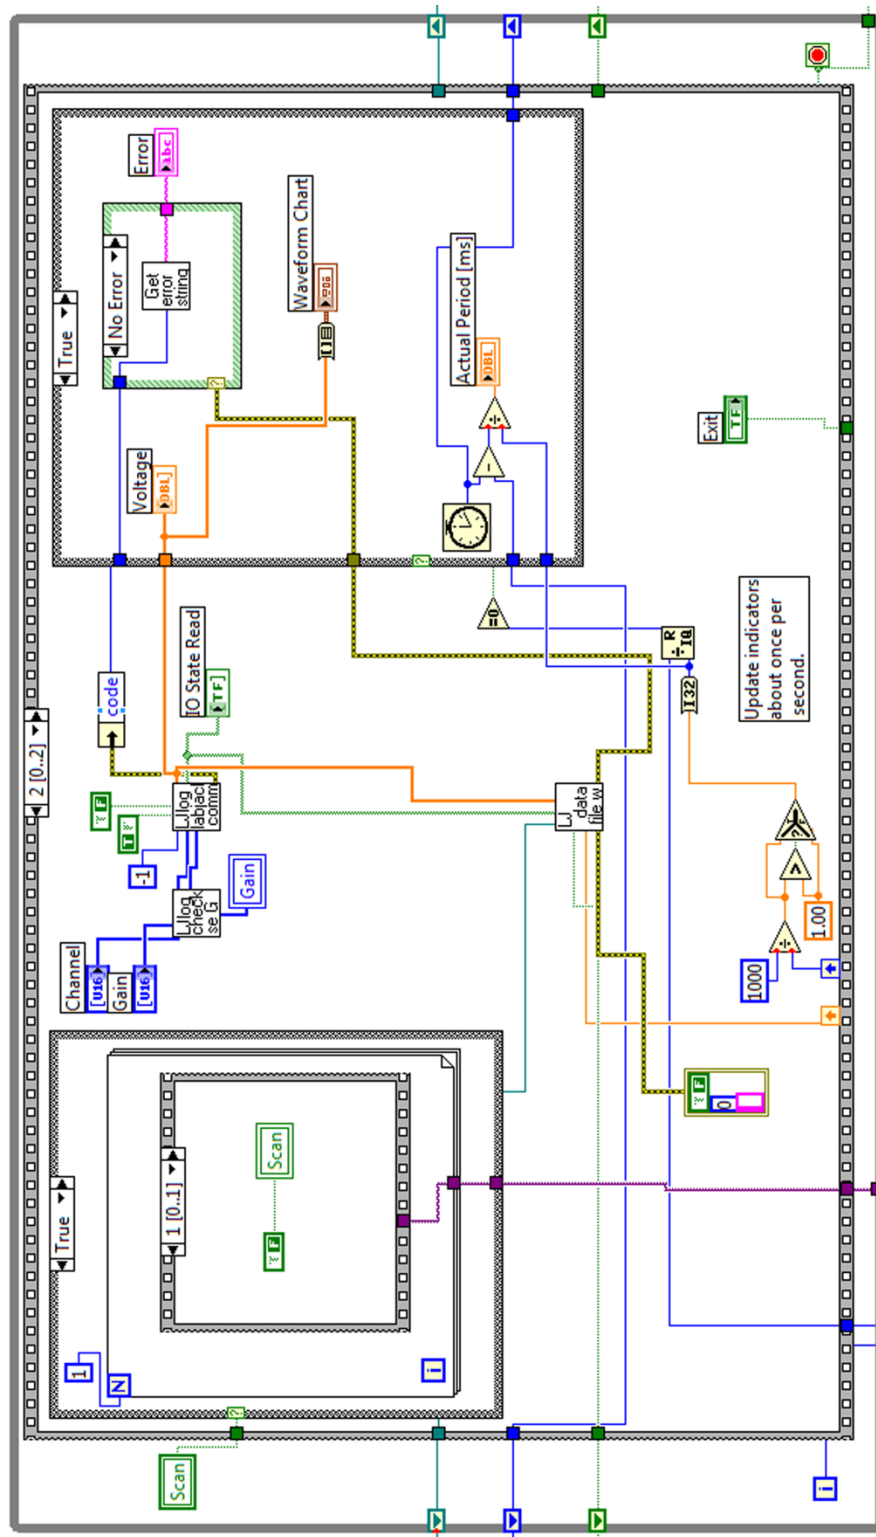 2 [0..2]
True
1
N
1 [0..1]
Scan
F
Scan
i
i
Channel
[U16]
Gain
[U16]
LJlog
check
se G
Gain
-1
T
F
LJlog
labjac
comm
code
IO State Read
[TF]
True
Voltage
[DBL]
No Error
Get
error
string
Error
abc
Waveform Chart
Actual Period [ms]
DBL
-
÷
=0
R
÷
IQ
I32
LJ
data
file w
F
0
1000
÷
1.00
>
Update indicators
about once per
second.
Exit
TF